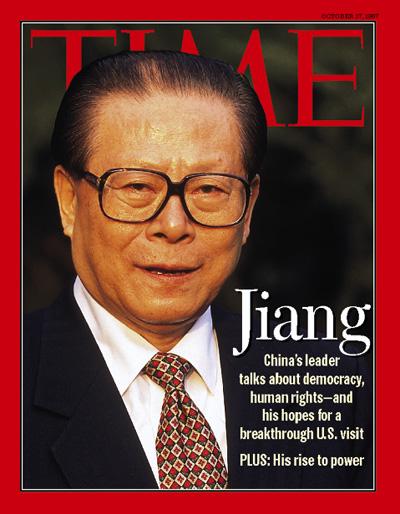 OCTOBER 27, 1997
TIME
Jiang
China's leader
talks about democracy,
human rights—and
his hopes for a
breakthrough U.S. visit
PLUS: His rise to power